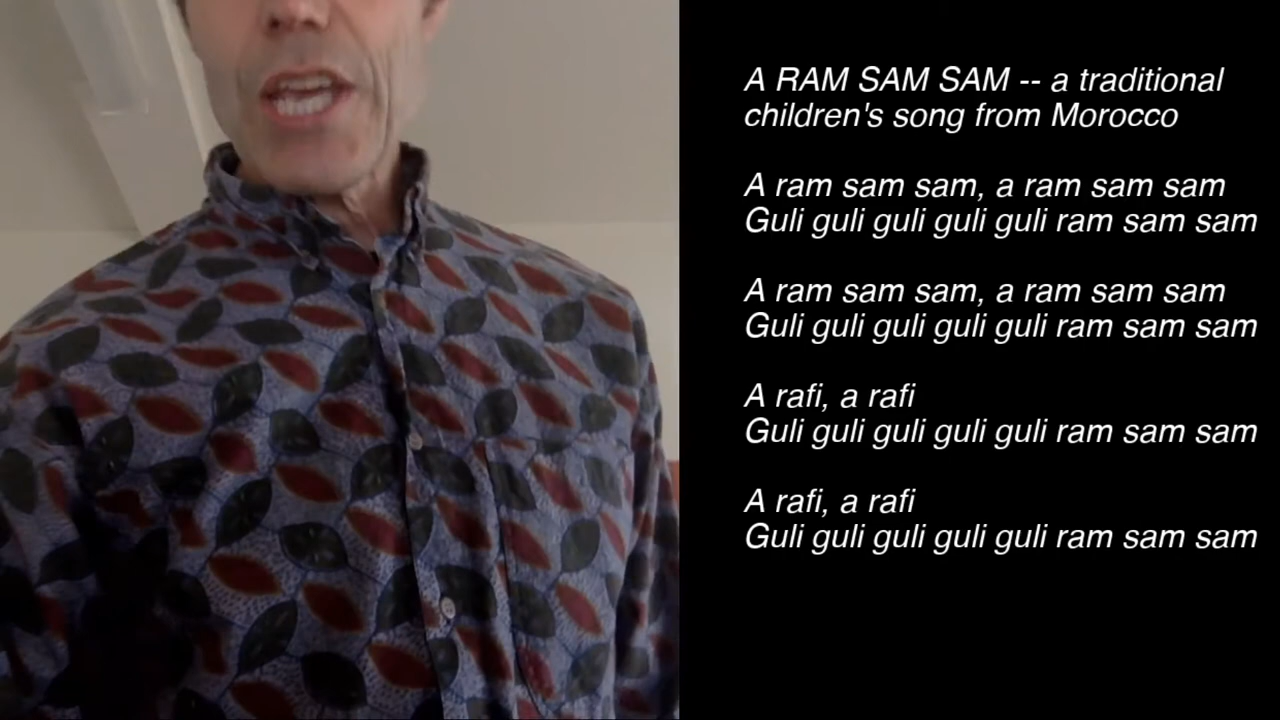 A RAM SAM SAM -- a traditional
children's song from Morocco
A ram sam sam, a ram sam sam
Guli guli guli guli guli ram sam sam
A ram sam sam, a ram sam sam
Guli guli guli guli guli ram sam sam
A rafi, a rafi
Guli guli guli guli guli ram sam sam
A rafi, a rafi
Guli guli guli guli guli ram sam sam